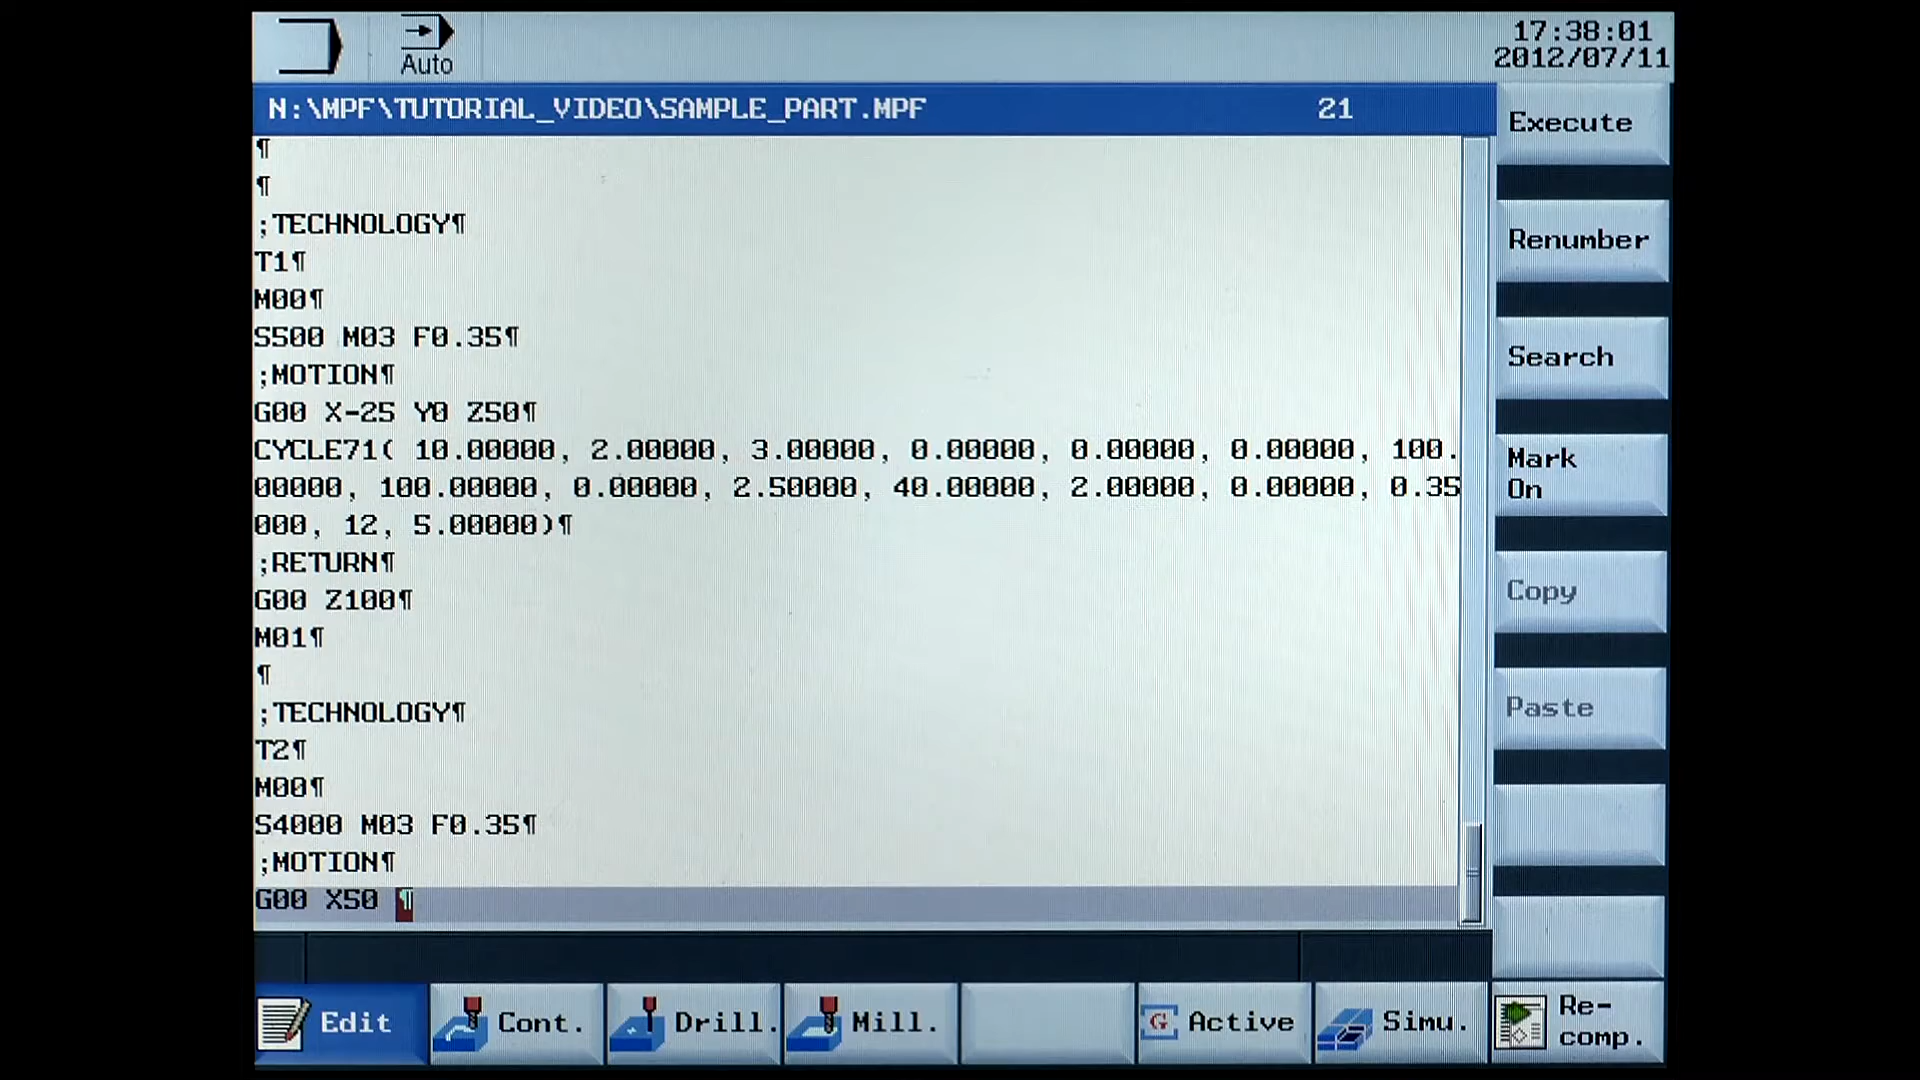 Auto
17:38:01
2012/07/11
N:\MPF\TUTORIAL_VIDEO\SAMPLE_PART.MPF 21
¶
¶
;TECHNOLOGY¶
T1¶
M00¶
S500 M03 F0.35¶
;MOTION¶
G00 X-25 Y0 Z50¶
CYCLE71( 10.00000, 2.00000, 3.00000, 0.00000, 0.00000, 0.00000, 100.
00000, 100.00000, 0.00000, 2.50000, 40.00000, 2.00000, 0.00000, 0.35
000, 12, 5.00000)¶
;RETURN¶
G00 Z100¶
M01¶
¶
;TECHNOLOGY¶
T2¶
M00¶
S4000 M03 F0.35¶
;MOTION¶
G00 X50 ¶
Execute
Renumber
Search
Mark
On
Copy
Paste
Edit
Cont.
Drill.
Mill.
G Active
Simu.
Re-
comp.